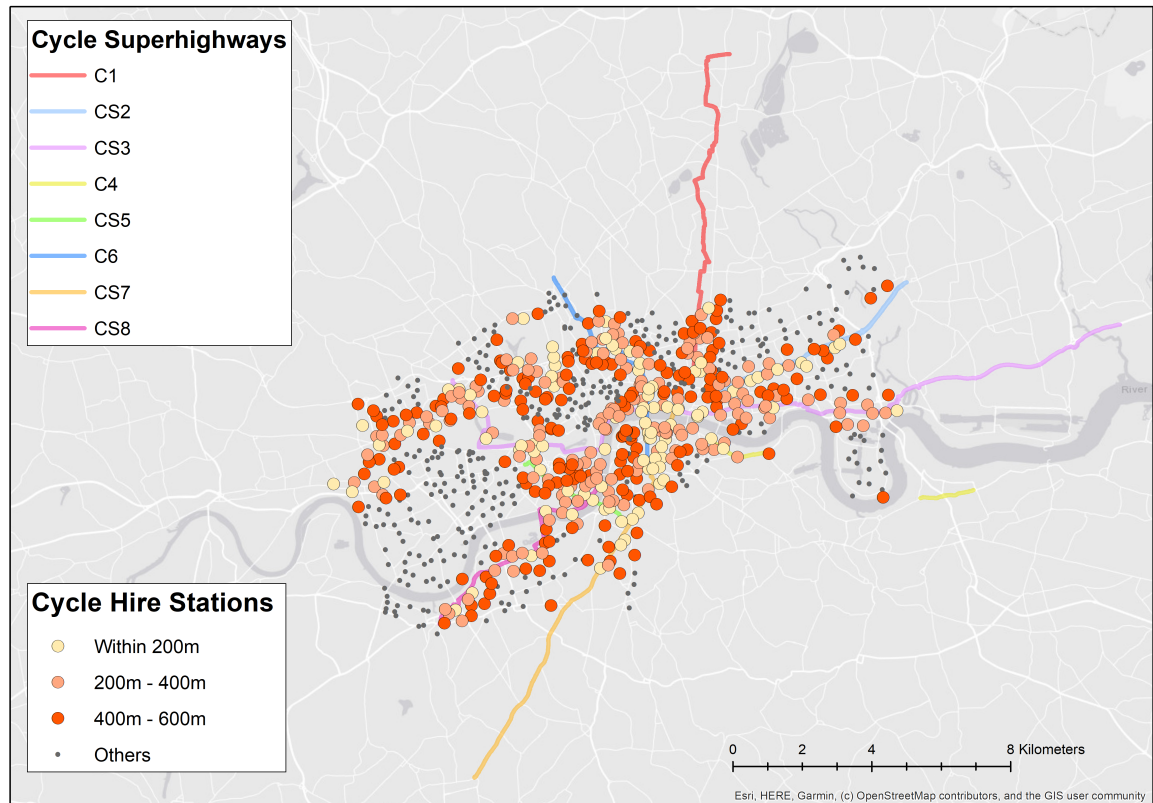 Cycle Superhighways
C1
CS2
CS3
C4
CS5
C6
CS7
CS8
River
Cycle Hire Stations
Within 200m
200m - 400m
400m - 600m
Others
0 2 4 8 Kilometers
Esri, HERE, Garmin, (c) OpenStreetMap contributors, and the GIS user community